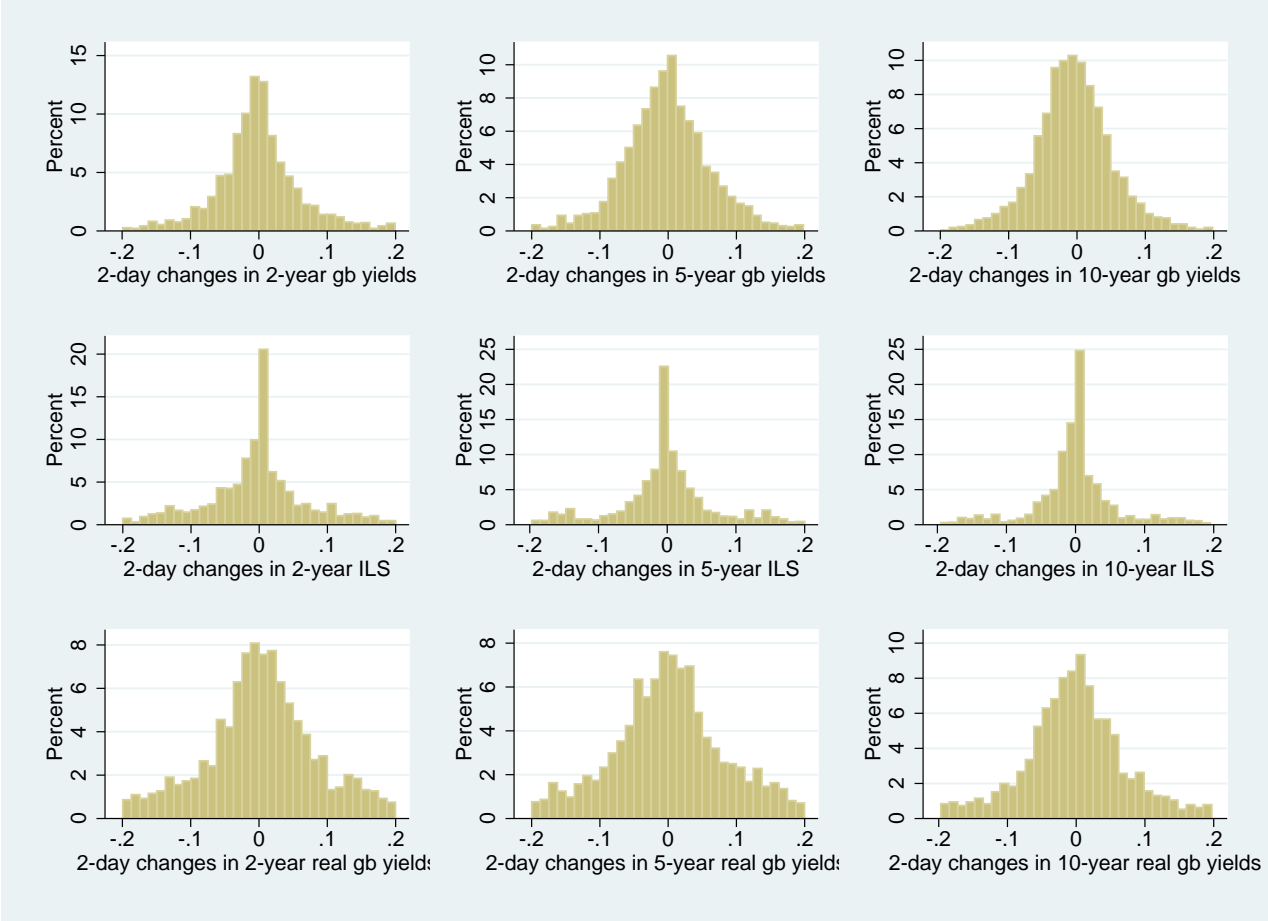 15
10
5
0
Percent
-.2 -.1 0 .1 .2
2-day changes in 2-year gb yields
10
8
6
4
2
0
Percent
-.2 -.1 0 .1 .2
2-day changes in 5-year gb yields
10
8
6
4
2
0
Percent
-.2 -.1 0 .1 .2
2-day changes in 10-year gb yields
20
15
10
5
0
Percent
-.2 -.1 0 .1 .2
2-day changes in 2-year ILS
25
20
15
10
5
0
Percent
-.2 -.1 0 .1 .2
2-day changes in 5-year ILS
25
20
15
10
5
0
Percent
-.2 -.1 0 .1 .2
2-day changes in 10-year ILS
8
6
4
2
0
Percent
-.2 -.1 0 .1 .2
2-day changes in 2-year real gb yields
8
6
4
2
0
Percent
-.2 -.1 0 .1 .2
2-day changes in 5-year real gb yields
10
8
6
4
2
0
Percent
-.2 -.1 0 .1 .2
2-day changes in 10-year real gb yields